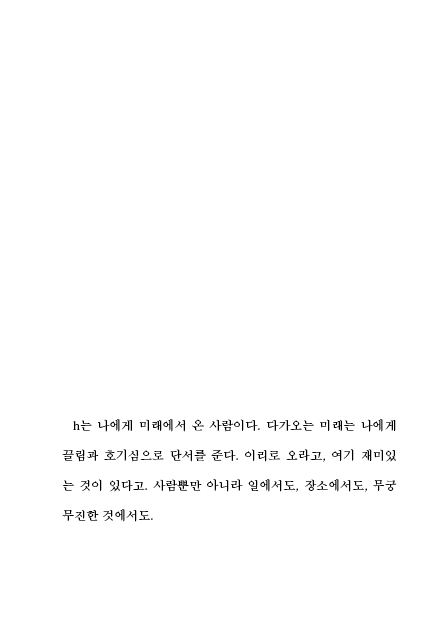 h는 나에게 미래에서 온 사람이다. 다가오는 미래는 나에게
끌림과 호기심으로 단서를 준다. 이리로 오라고, 여기 재미있
는 것이 있다고. 사람뿐만 아니라 일에서도, 장소에서도, 무궁
무진한 것에서도.